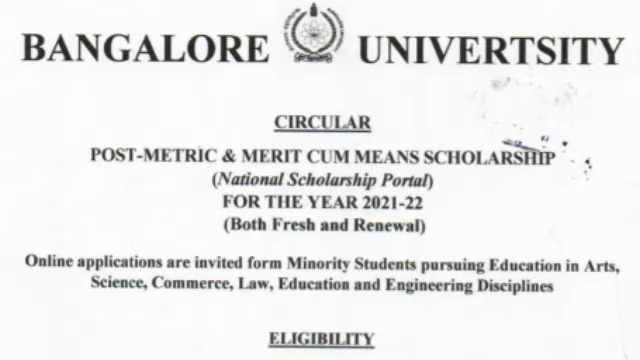 BANGALORE UNIVERTSITY
CIRCULAR
POST-METRIC & MERIT CUM MEANS SCHOLARSHIP
(National Scholarship Portal)
FOR THE YEAR 2021-22
(Both Fresh and Renewal)
Online applications are invited form Minority Students pursuing Education in Arts,
Science, Commerce, Law, Education and Engineering Disciplines
ELIGIBILITY